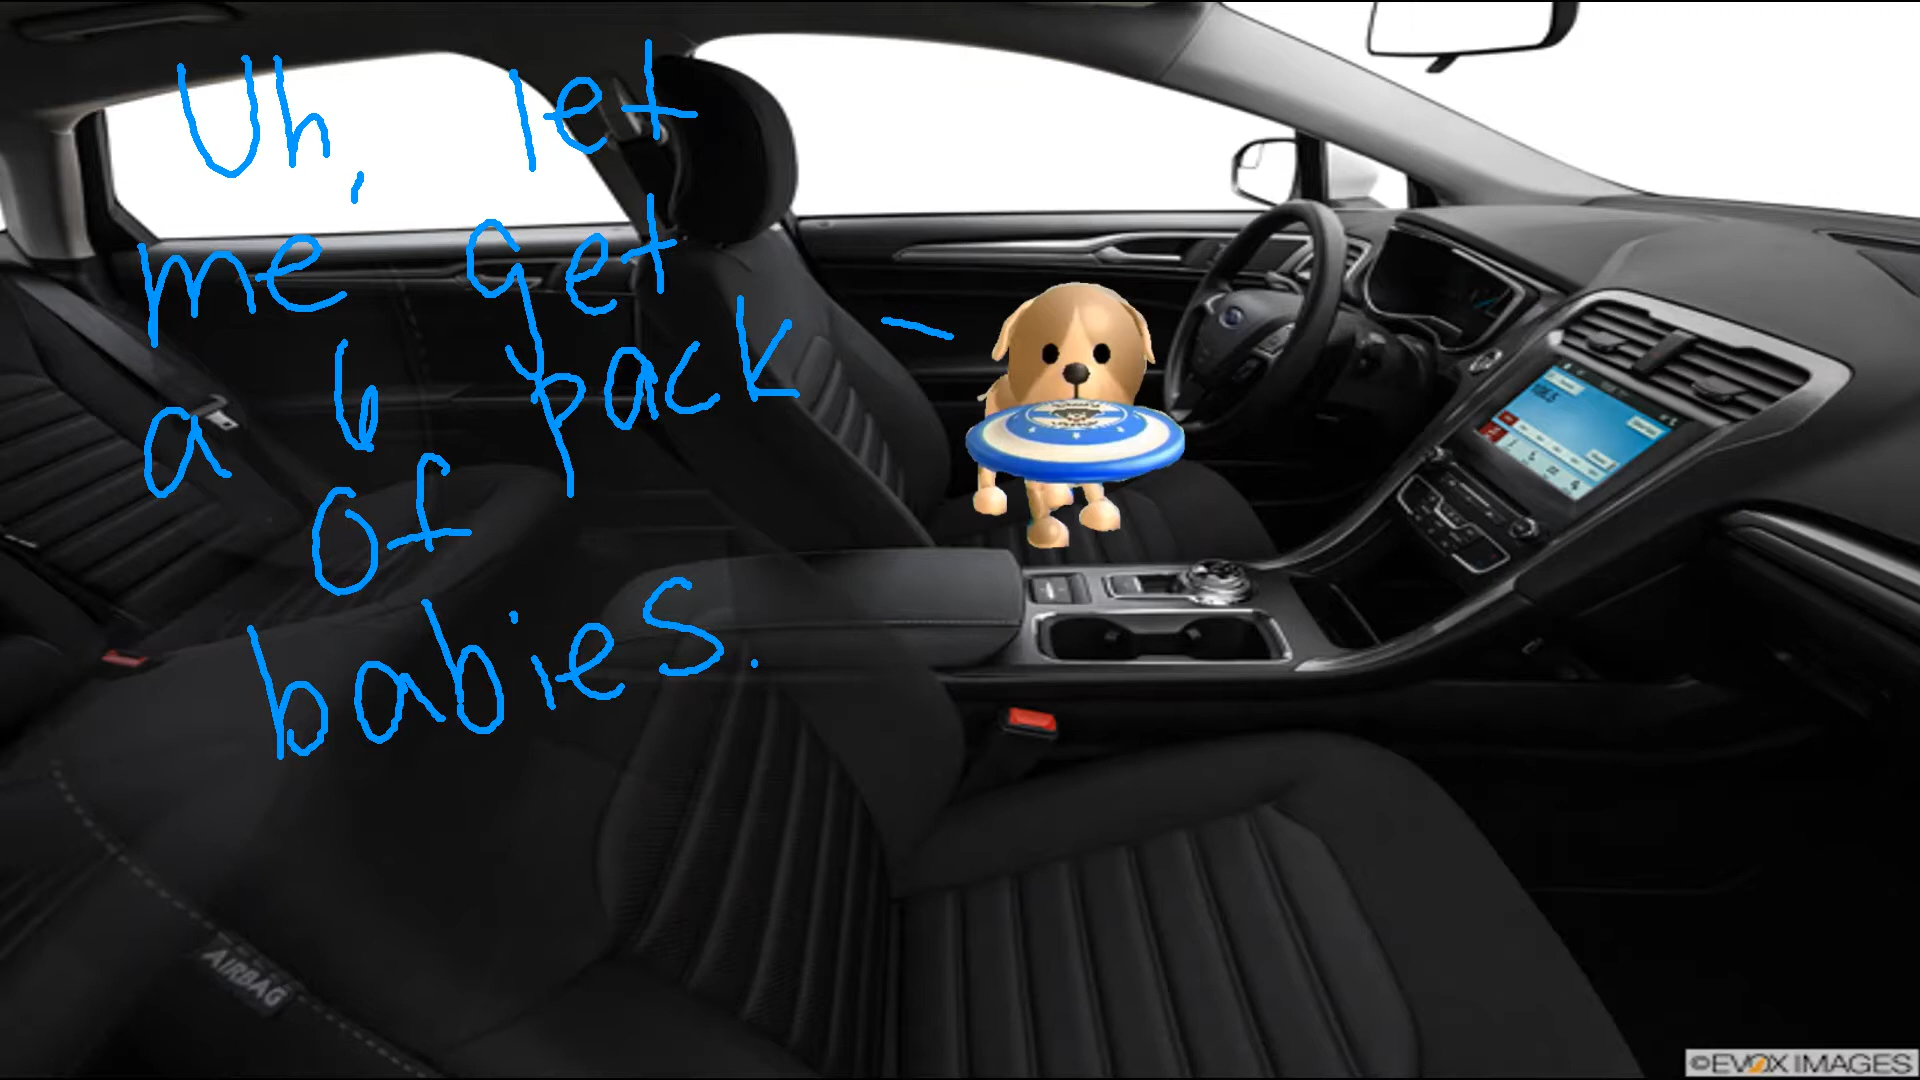 Uh, let
me get
a 6 pack
of
babies.
AIRBAG
©EVOX IMAGES